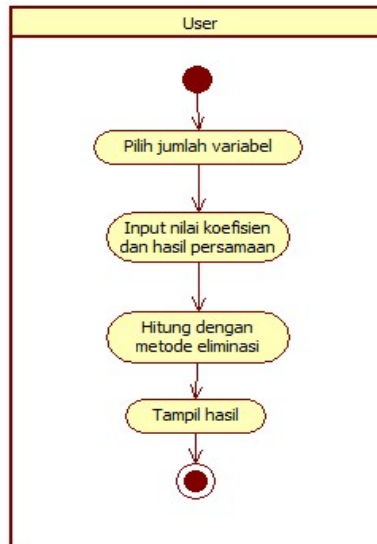 User
Pilih jumlah variabel
Input nilai koefisien
dan hasil persamaan
Hitung dengan
metode eliminasi
Tampil hasil